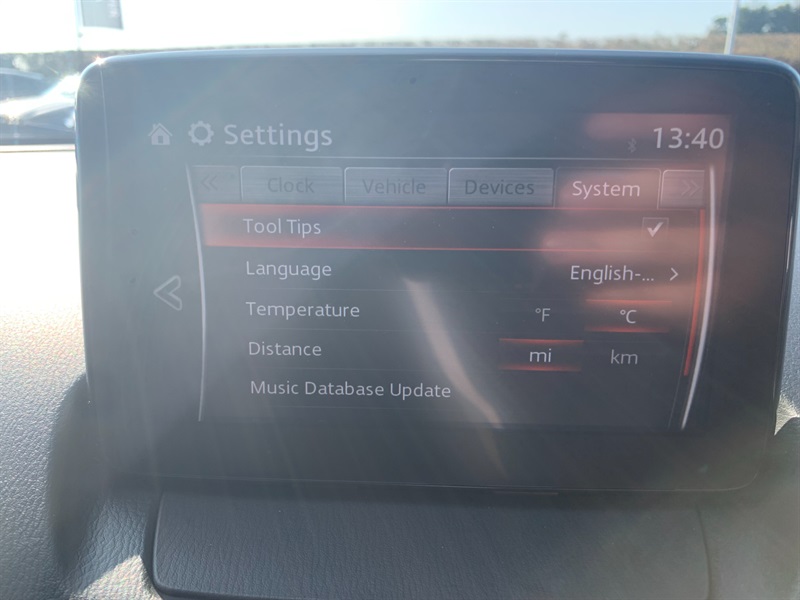 Settings
13:40
Clock Vehicle Devices System
Tool Tips
Language English-...
Temperature °F °C
Distance mi km
Music Database Update